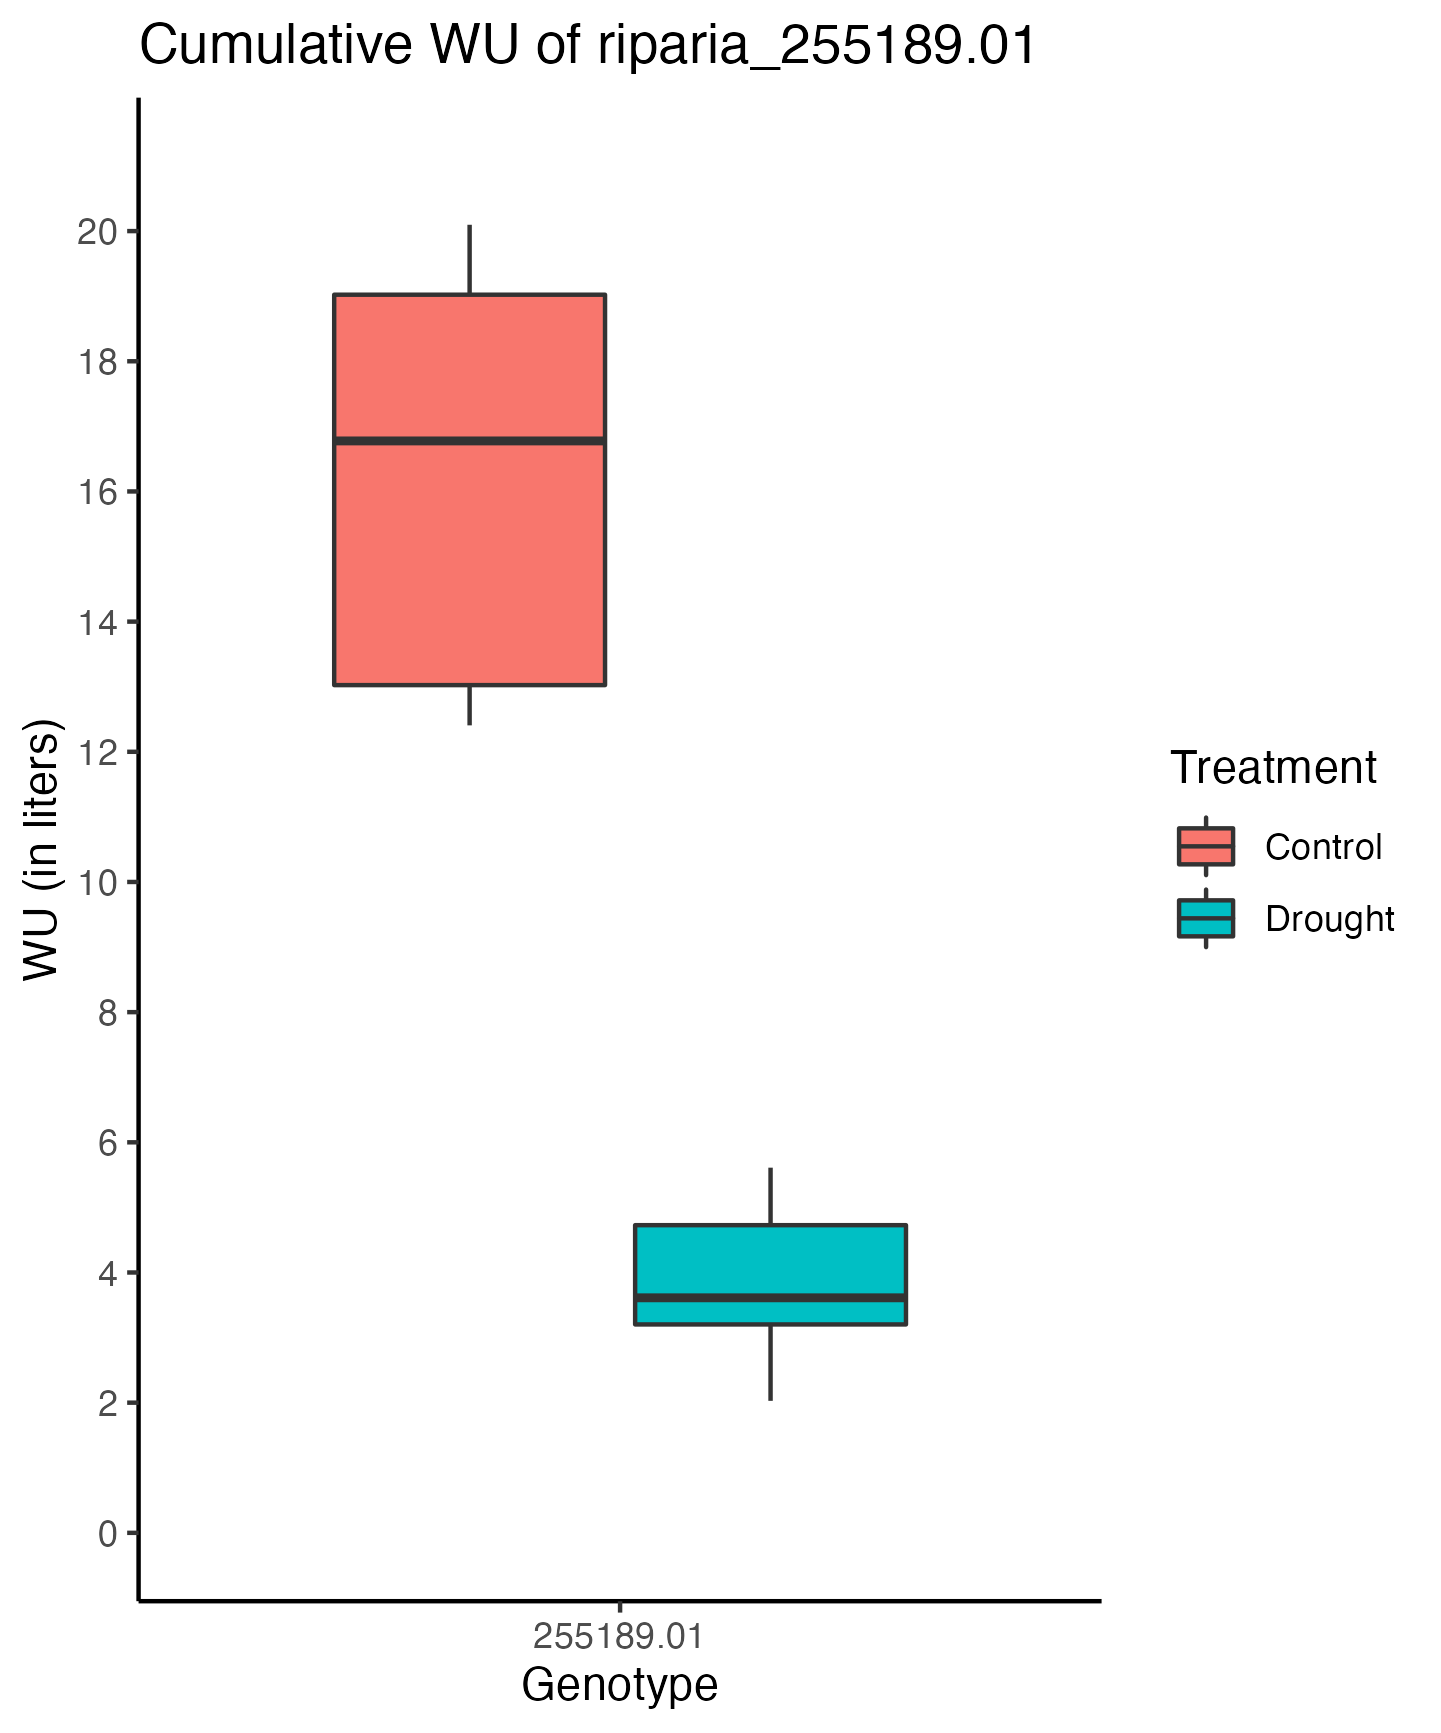 Cumulative WU of riparia_255189.01
WU (in liters)
20
18
16
14
12
10
8
6
4
2
0
255189.01
Genotype
Treatment
Control
Drought